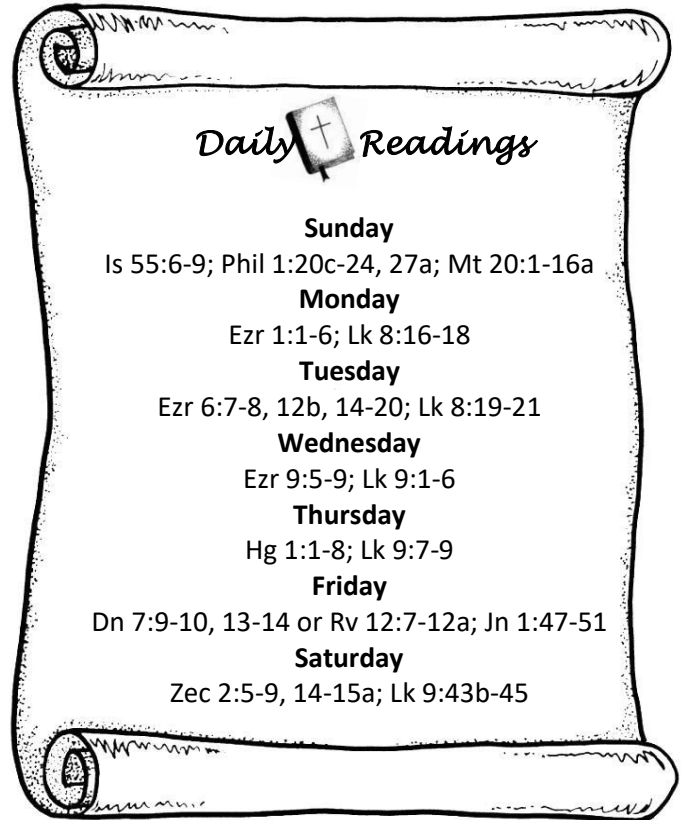 Daily Readings
Sunday
Is 55:6-9; Phil 1:20c-24, 27a; Mt 20:1-16a
Monday
Ezr 1:1-6; Lk 8:16-18
Tuesday
Ezr 6:7-8, 12b, 14-20; Lk 8:19-21
Wednesday
Ezr 9:5-9; Lk 9:1-6
Thursday
Hg 1:1-8; Lk 9:7-9
Friday
Dn 7:9-10, 13-14 or Rv 12:7-12a; Jn 1:47-51
Saturday
Zec 2:5-9, 14-15a; Lk 9:43b-45